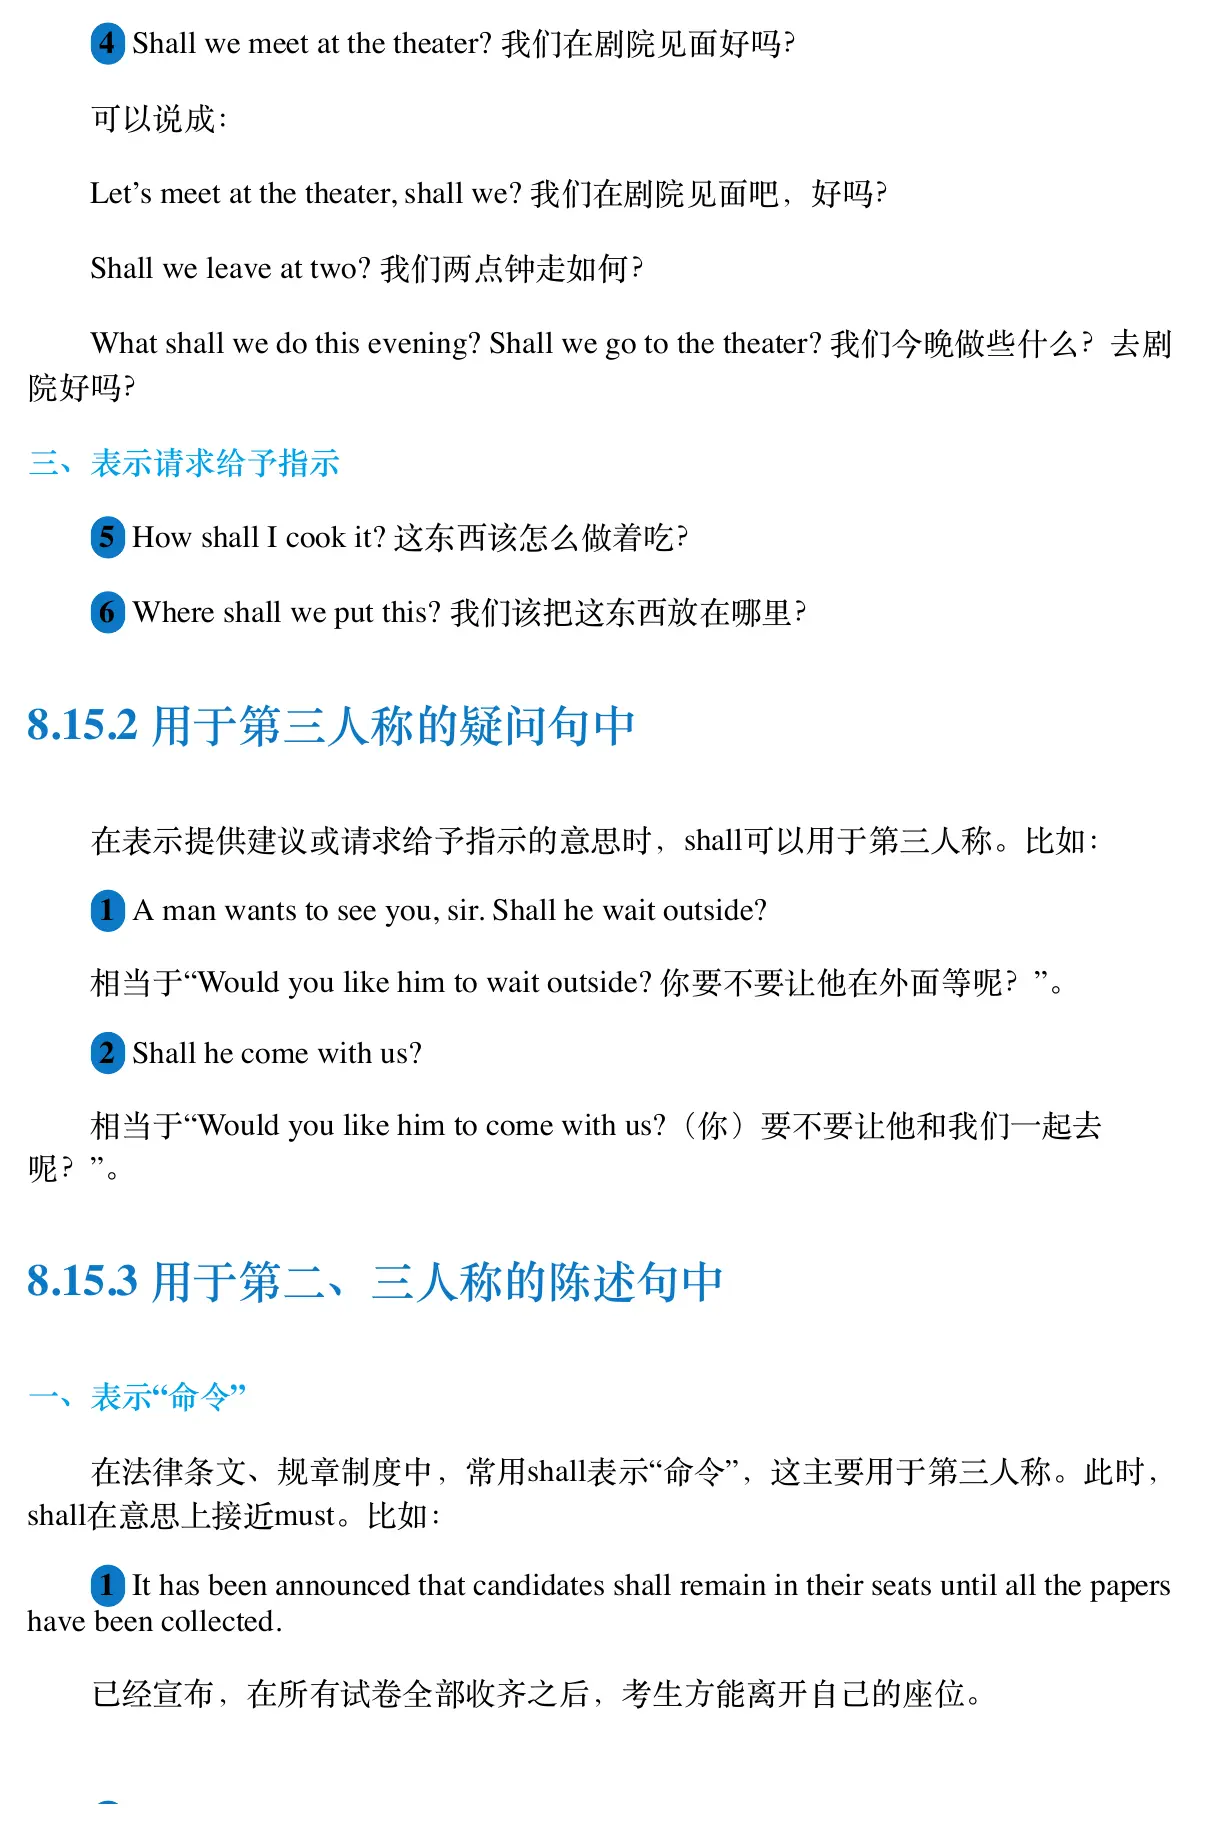 4 Shall we meet at the theater? 我们在剧院见面好吗？
可以说成：
Let’s meet at the theater, shall we? 我们在剧院见面吧，好吗？
Shall we leave at two? 我们两点钟走如何？
What shall we do this evening? Shall we go to the theater? 我们今晚做些什么？去剧
院好吗？
三、表示请求给予指示
5 How shall I cook it? 这东西该怎么做着吃？
6 Where shall we put this? 我们该把这东西放在哪里？
8.15.2 用于第三人称的疑问句中
在表示提供建议或请求给予指示的意思时，shall可以用于第三人称。比如：
1 A man wants to see you, sir. Shall he wait outside?
相当于“Would you like him to wait outside? 你要不要让他在外面等呢？”。
2 Shall he come with us?
相当于“Would you like him to come with us?（你）要不要让他和我们一起去
呢？”。
8.15.3 用于第二、三人称的陈述句中
一、表示“命令”
在法律条文、规章制度中，常用shall表示“命令”，这主要用于第三人称。此时，
shall在意思上接近must。比如：
1 It has been announced that candidates shall remain in their seats until all the papers
have been collected.
已经宣布，在所有试卷全部收齐之后，考生方能离开自己的座位。